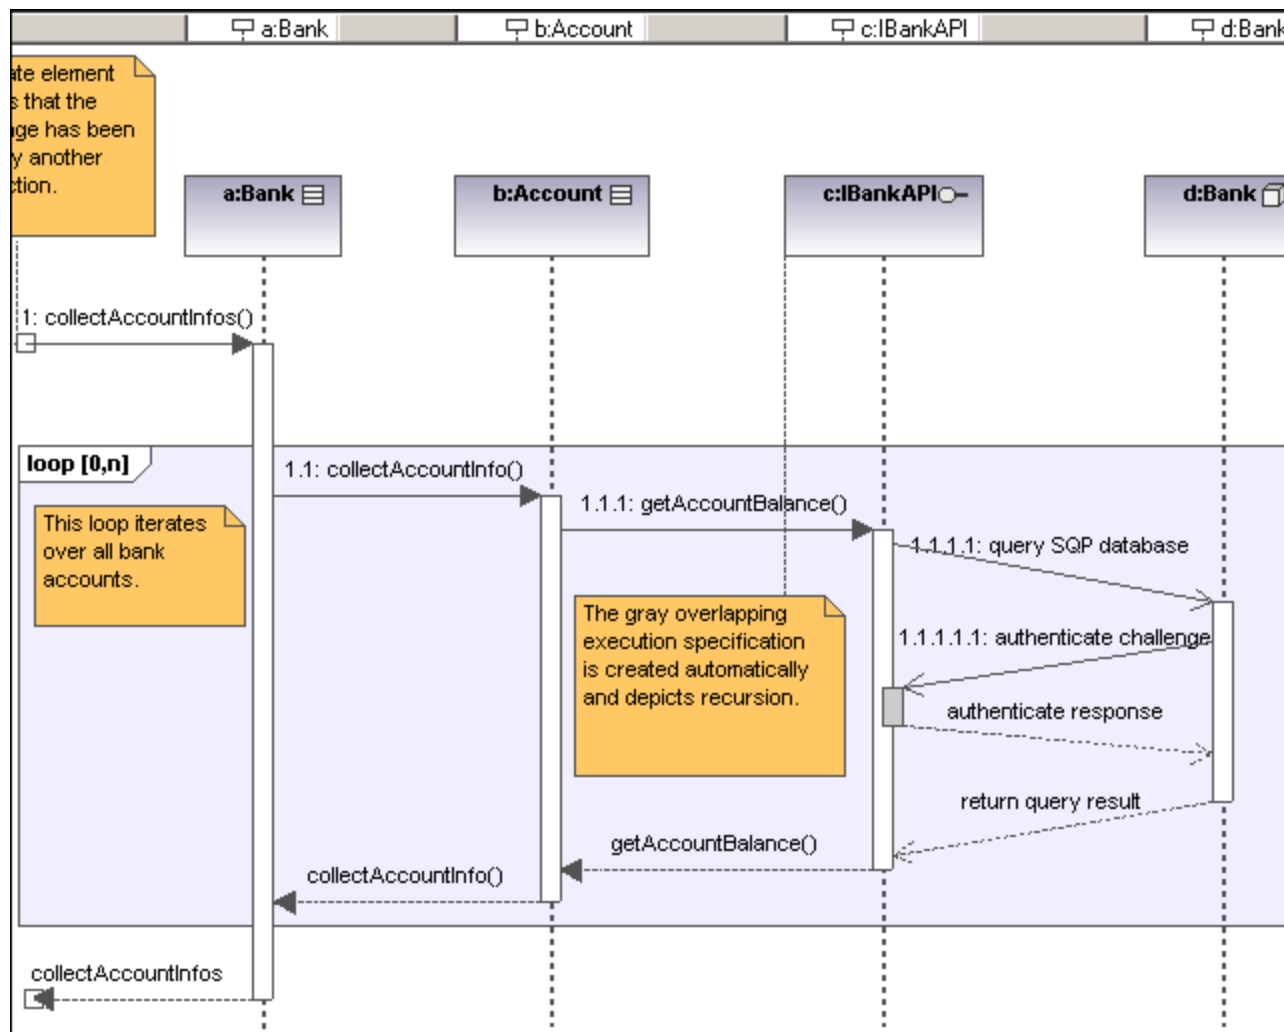 a:Bank
b:Account
c:IBankAPI
d:Bank
element
s that the
has been
y another
a:Bank
b:Account
c:IBankAPI
d:Bank
1: collectAccountInfos()
loop [0,n]
1.1: collectAccountInfo()
1.1.1: getAccountBalance()
This loop iterates
over all bank
accounts.
1.1.1.1: query SQP database
The gray overlapping
execution specification
is created automatically
and depicts recursion.
1.1.1.1.1: authenticate challenge
authenticate response
return query result
getAccountBalance()
collectAccountInfo()
collectAccountInfos